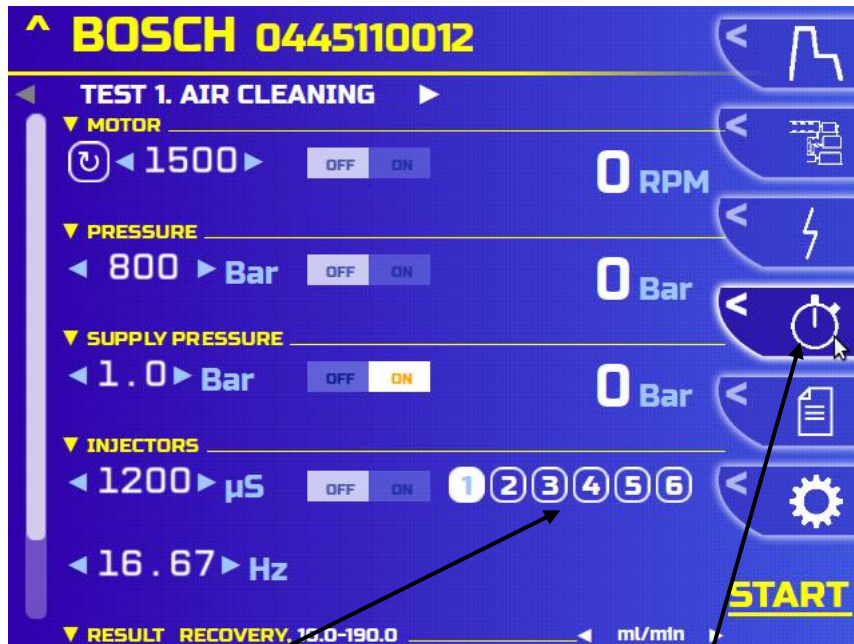 ^ BOSCH 0445110012
TEST 1. AIR CLEANING
MOTOR
1500 OFF ON 0 RPM
PRESSURE
800 Bar OFF ON 0 Bar
SUPPLY PRESSURE
1.0 Bar OFF ON 0 Bar
INJECTORS
1200 µS OFF ON 1 2 3 4 5 6
16.67 Hz
START
RESULT RECOVERY, 10.0-190.0 ml/min